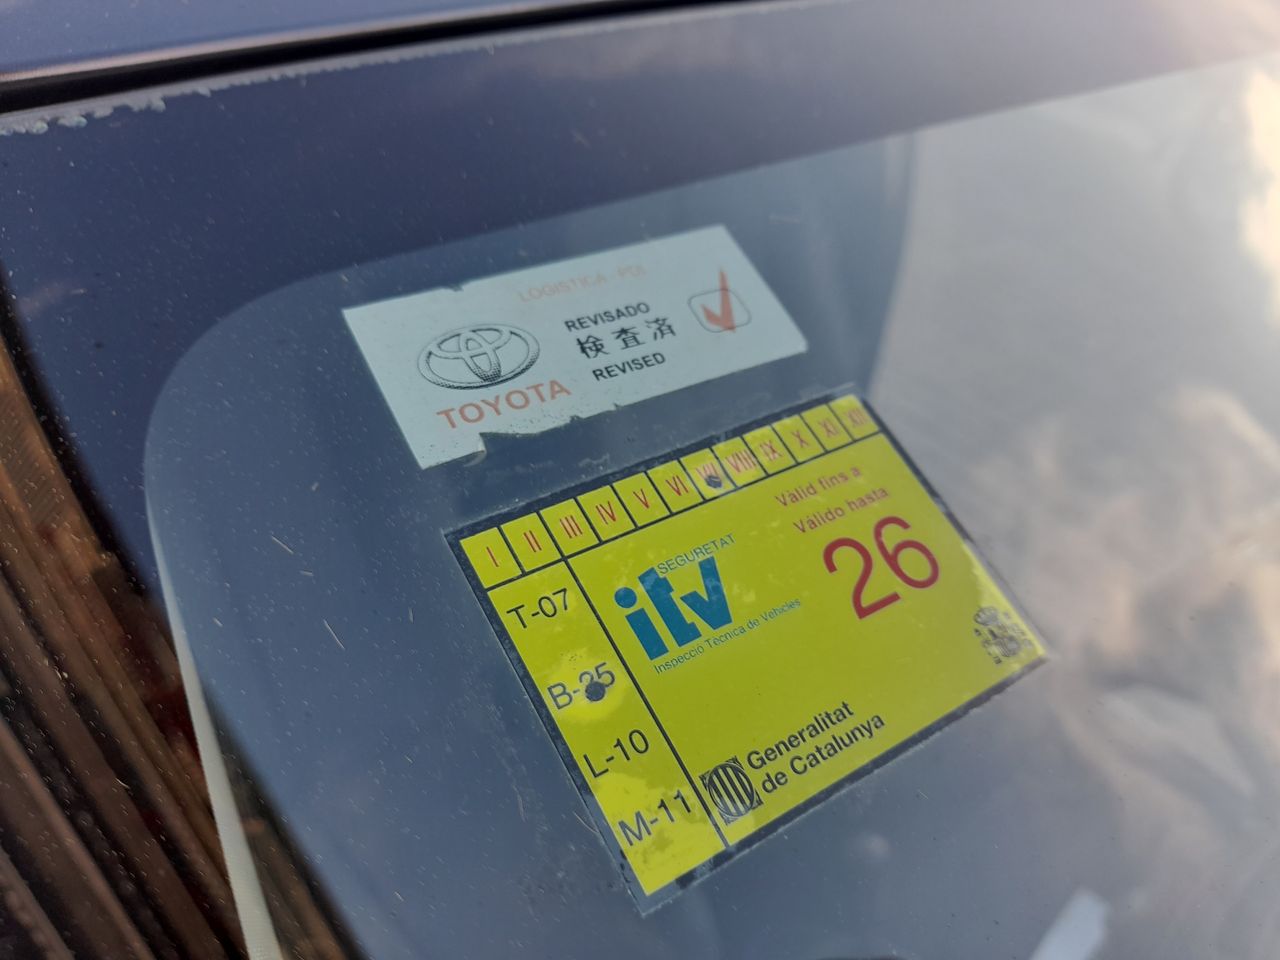 LOGISTICA - PDI
REVISADO
検査済
REVISED
TOYOTA
I II III IV V VI VII VIII IX X XI XII
Vàlid fins a
Válido hasta
26
T-07
B-25
L-10
M-11
SEGURETAT
itv
Inspecció Tècnica de Vehicles
Generalitat
de Catalunya